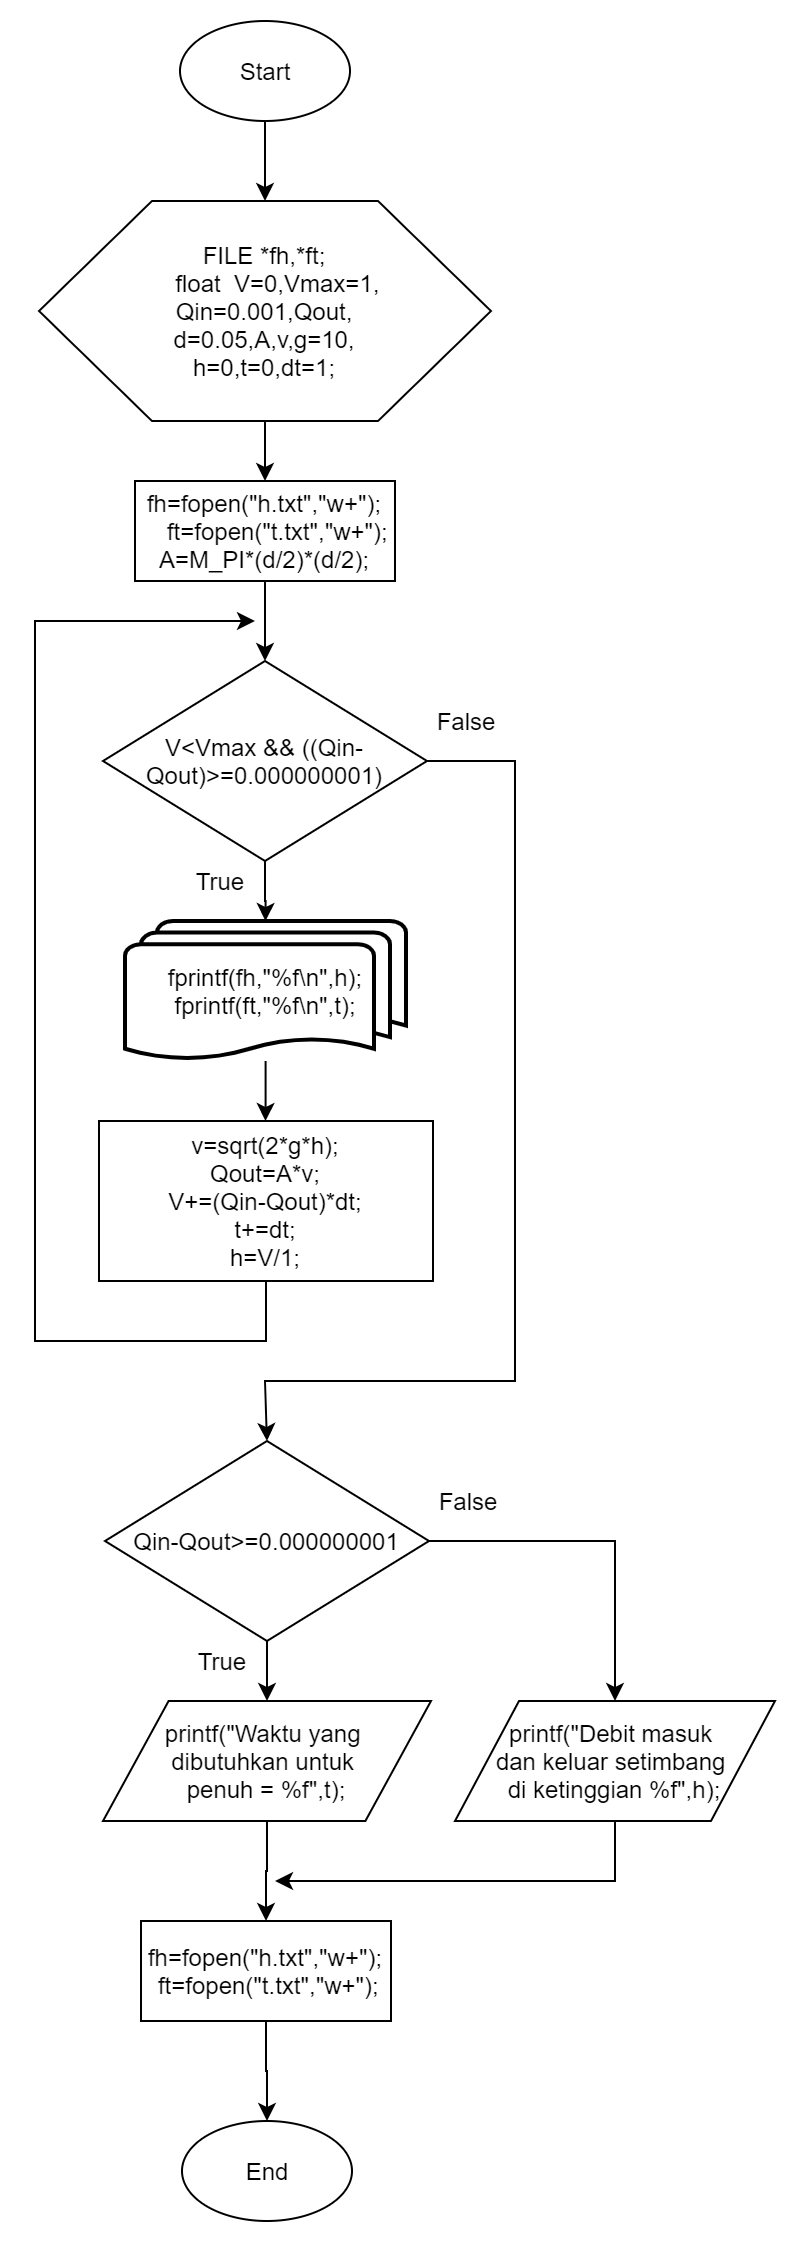 Start
FILE *fh,*ft;
float  V=0,Vmax=1,
Qin=0.001,Qout,
d=0.05,A,v,g=10,
h=0,t=0,dt=1;
fh=fopen("h.txt","w+");
ft=fopen("t.txt","w+");
A=M_PI*(d/2)*(d/2);
False
V<Vmax && ((Qin-
Qout)>=0.000000001)
True
fprintf(fh,"%f\n",h);
fprintf(ft,"%f\n",t);
v=sqrt(2*g*h);
Qout=A*v;
V+=(Qin-Qout)*dt;
t+=dt;
h=V/1;
False
Qin-Qout>=0.000000001
True
printf("Waktu yang
dibutuhkan untuk
penuh = %f",t);
printf("Debit masuk
dan keluar setimbang
di ketinggian %f",h);
fh=fopen("h.txt","w+");
ft=fopen("t.txt","w+");
End